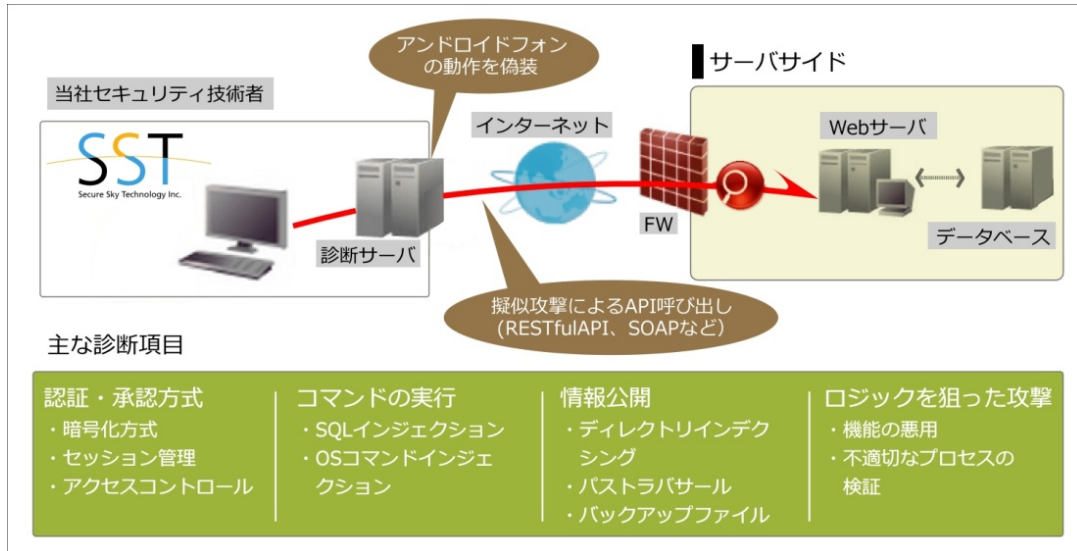 アンドロイドフォン
の動作を偽装
サーバサイド
当社セキュリティ技術者
SST
Secure Sky Technology Inc.
インターネット
Webサーバ
FW
診断サーバ
データベース
擬似攻撃によるAPI呼び出し
(RESTfulAPI、SOAPなど)
主な診断項目
認証・承認方式
・暗号化方式
・セッション管理
・アクセスコントロール
コマンドの実行
・SQLインジェクション
・OSコマンドインジェ
クション
情報公開
・ディレクトリインデク
シング
・パストラバサール
・バックアップファイル
ロジックを狙った攻撃
・機能の悪用
・不適切なプロセスの
検証